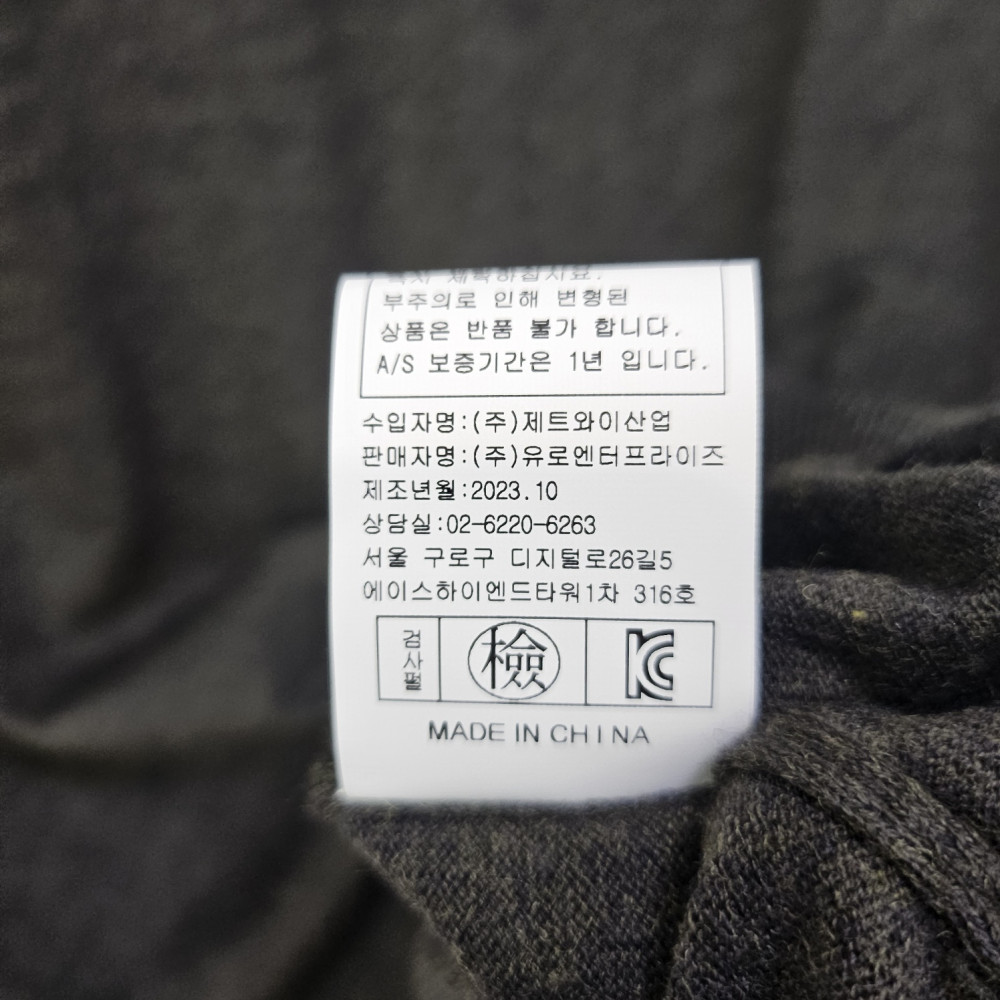 부주의로 인해 변형된
상품은 반품 불가 합니다.
A/S 보증기간은 1년 입니다.
수입자명:(주)제트와이산업
판매자명:(주)유로엔터프라이즈
제조년월:2023.10
상담실:02-6220-6263
서울 구로구 디지털로26길5
에이스하이엔드타워1차 316호
검사필
檢
KC
MADE IN CHINA